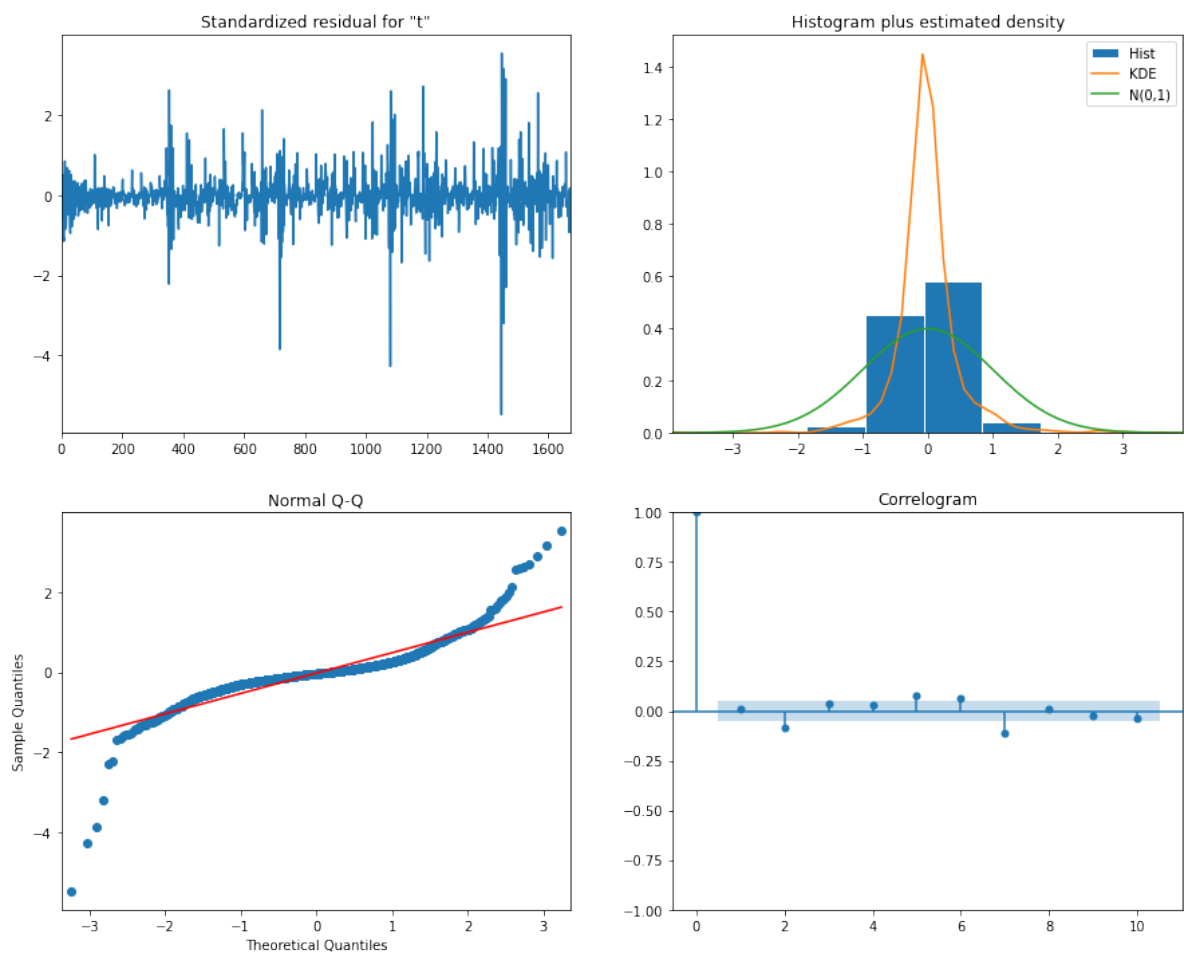 Standardized residual for "t"
2
0
−2
−4
0 200 400 600 800 1000 1200 1400 1600
Histogram plus estimated density
Hist
KDE
N(0,1)
1.4
1.2
1.0
0.8
0.6
0.4
0.2
0.0
−3 −2 −1 0 1 2 3
Normal Q-Q
Sample Quantiles
2
0
−2
−4
−3 −2 −1 0 1 2 3
Theoretical Quantiles
Correlogram
1.00
0.75
0.50
0.25
0.00
−0.25
−0.50
−0.75
−1.00
0 2 4 6 8 10